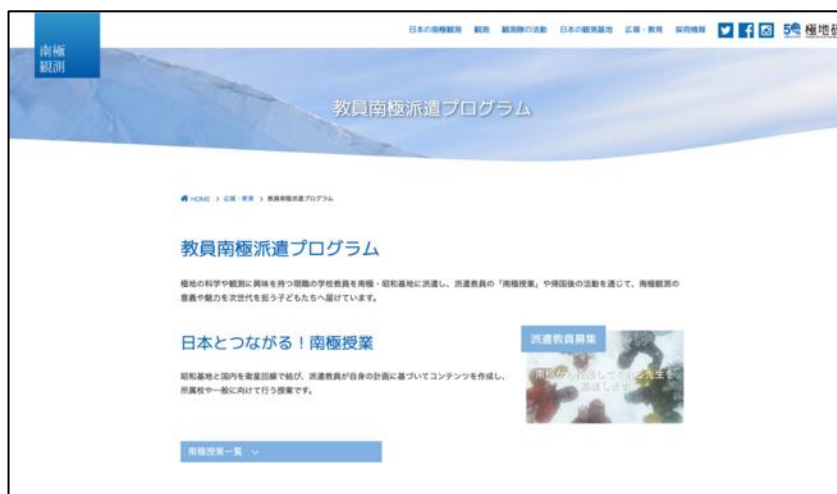 南極
観測
日本の南極観測 観測 観測隊の活動 日本の観測基地 広報・教育 採用情報
教員南極派遣プログラム
HOME > 広報・教育 > 教員南極派遣プログラム
教員南極派遣プログラム
極地の科学や観測に興味を持つ現職の学校教員を南極・昭和基地に派遣し、派遣教員の「南極授業」や帰国後の活動を通じて、南極観測の
意義や魅力を次世代を担う子どもたちへ届けています。
日本とつながる!南極授業
昭和基地と国内を衛星回線で結び、派遣教員が自身の計画に基づいてコンテンツを作成し、
所属校や一般に向けて行う授業です。
派遣教員募集
南極授業一覧